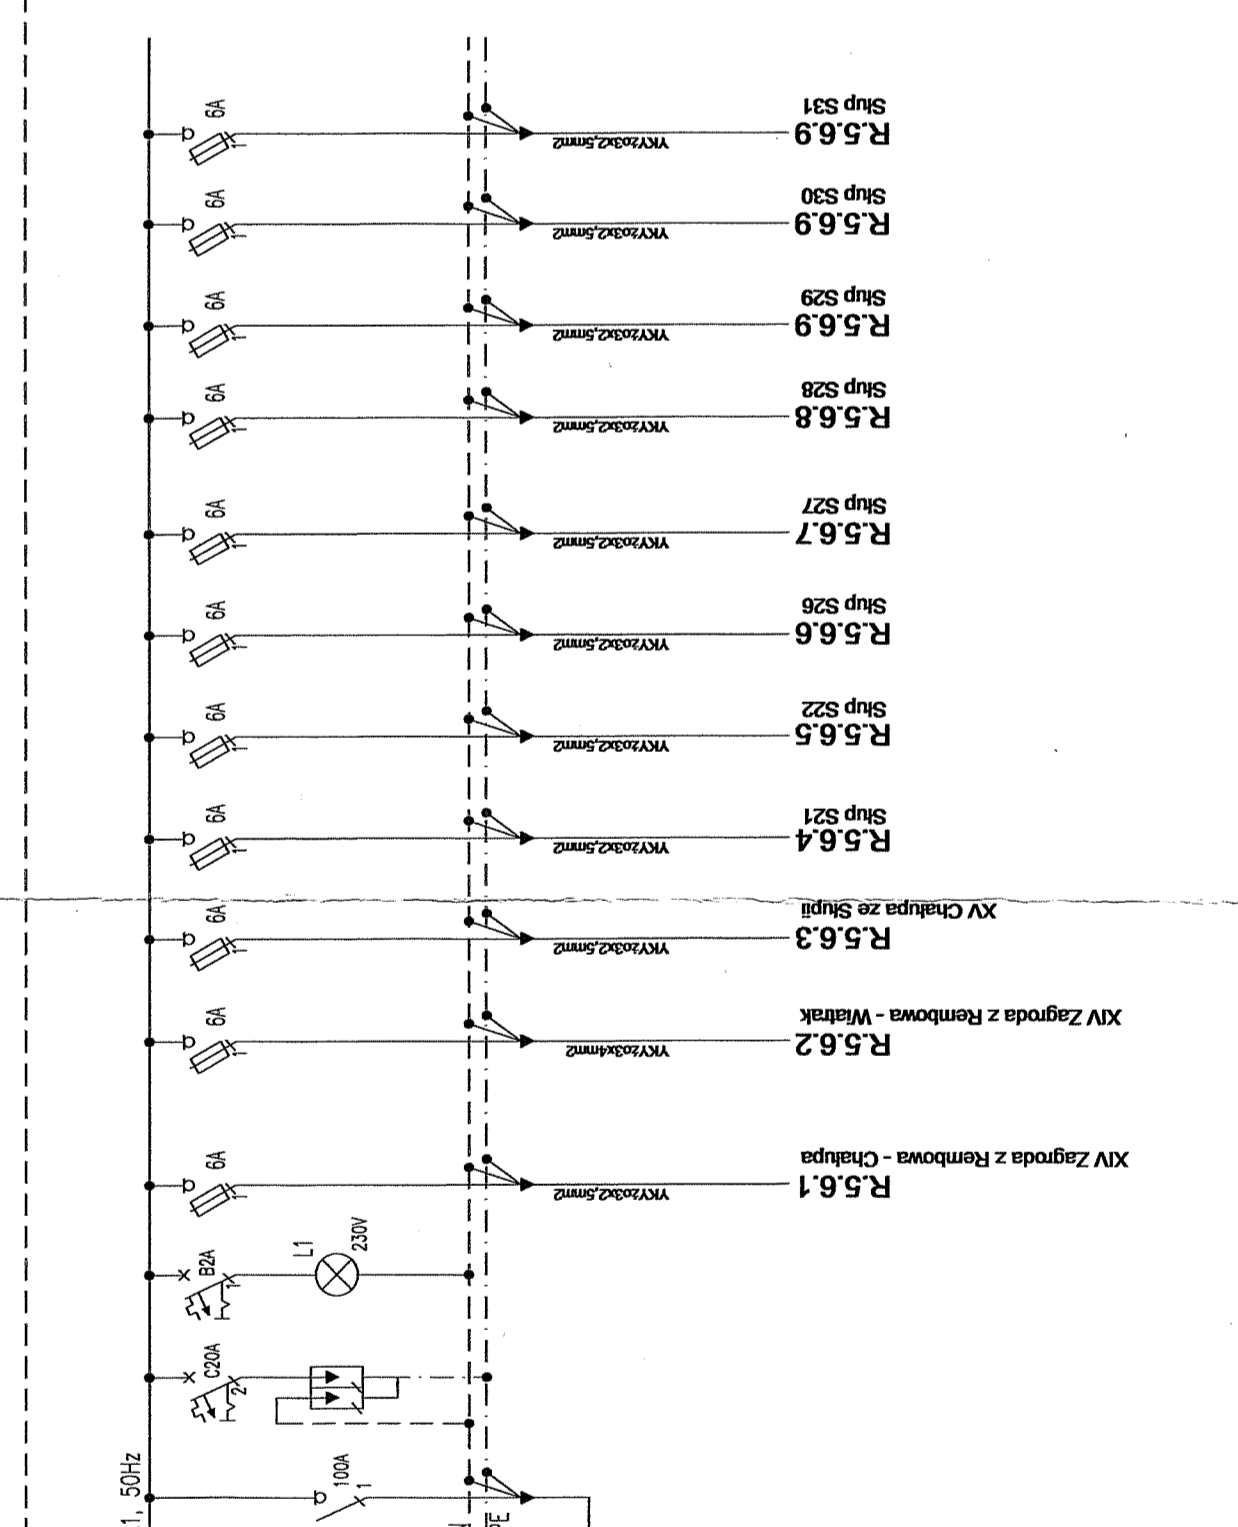 6A
YKYżo3x2,5mm2
Słup S31
R.5.6.9
6A
YKYżo3x2,5mm2
Słup S30
R.5.6.9
6A
YKYżo3x2,5mm2
Słup S29
R.5.6.9
6A
YKYżo3x2,5mm2
Słup S28
R.5.6.8
6A
YKYżo3x2,5mm2
Słup S27
R.5.6.7
6A
YKYżo3x2,5mm2
Słup S26
R.5.6.6
6A
YKYżo3x2,5mm2
Słup S22
R.5.6.5
6A
YKYżo3x2,5mm2
Słup S21
R.5.6.4
6A
YKYżo3x2,5mm2
XV Chałupa ze Słupii
R.5.6.3
6A
YKYżo3x4mm2
XIV Zagroda z Rembowa - Wiatrak
R.5.6.2
6A
YKYżo3x2,5mm2
XIV Zagroda z Rembowa - Chałupa
R.5.6.1
B2A
1
L1
230V
C20A
2
100A
1
1, 50Hz
N
PE